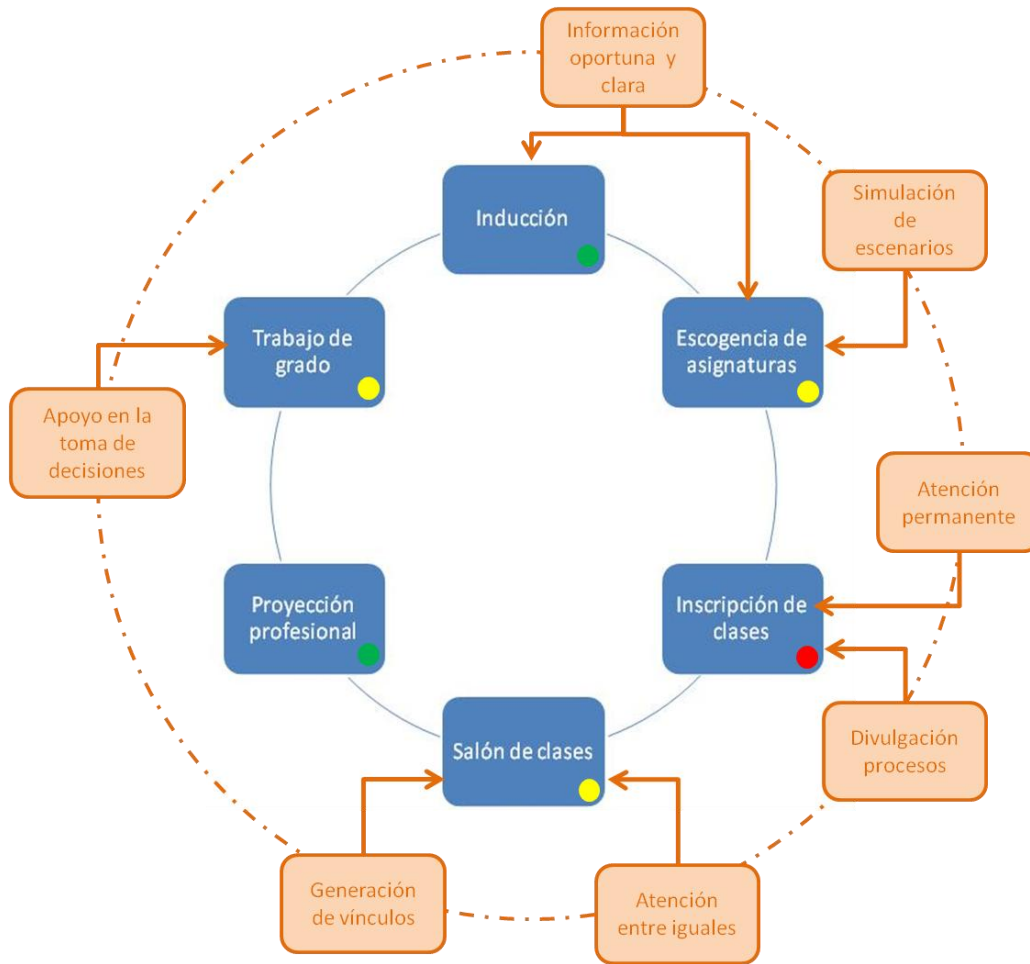 Información
oportuna y
clara
Inducción
Simulación
de
escenarios
Trabajo de
grado
Escogencia de
asignaturas
Apoyo en la
toma de
decisiones
Atención
permanente
Proyección
profesional
Inscripción de
clases
Salón de clases
Divulgación
procesos
Generación
de vínculos
Atención
entre iguales